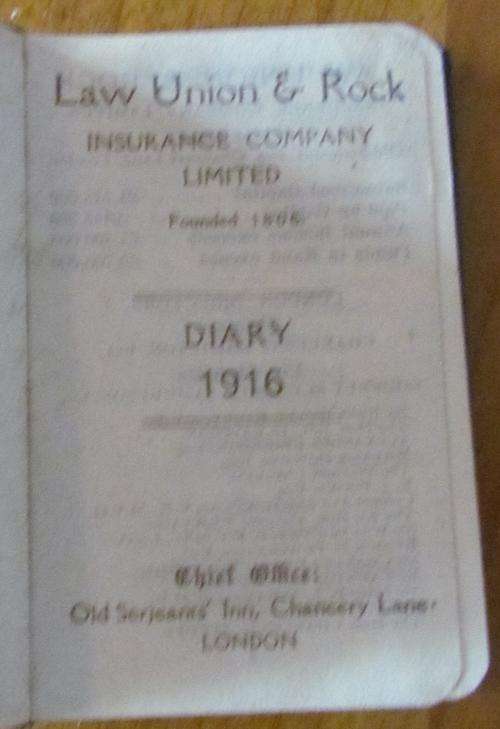 Law Union & Rock
INSURANCE COMPANY
LIMITED
Founded 1806
DIARY
1916
Chief Office:
Old Serjeants' Inn, Chancery Lane
LONDON